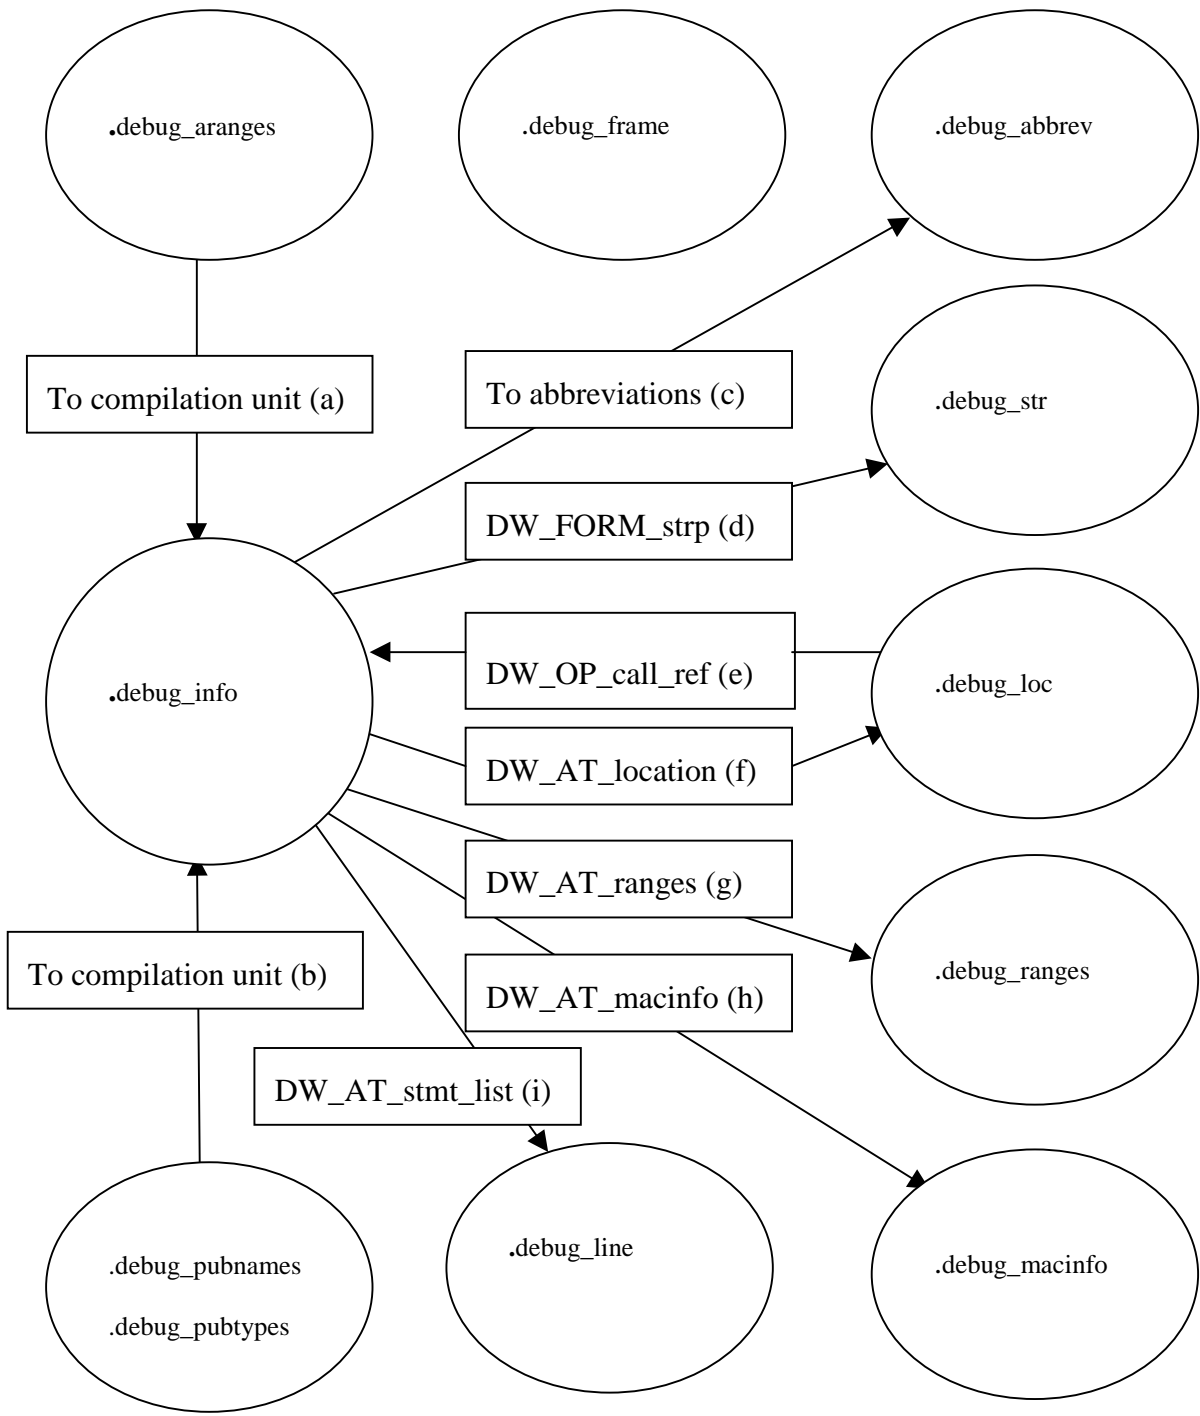 .debug_aranges
.debug_frame
.debug_abbrev
To compilation unit (a)
To abbreviations (c)
.debug_str
DW_FORM_strp (d)
DW_OP_call_ref (e)
.debug_info
.debug_loc
DW_AT_location (f)
DW_AT_ranges (g)
To compilation unit (b)
.debug_ranges
DW_AT_macinfo (h)
DW_AT_stmt_list (i)
.debug_pubnames
.debug_pubtypes
.debug_line
.debug_macinfo